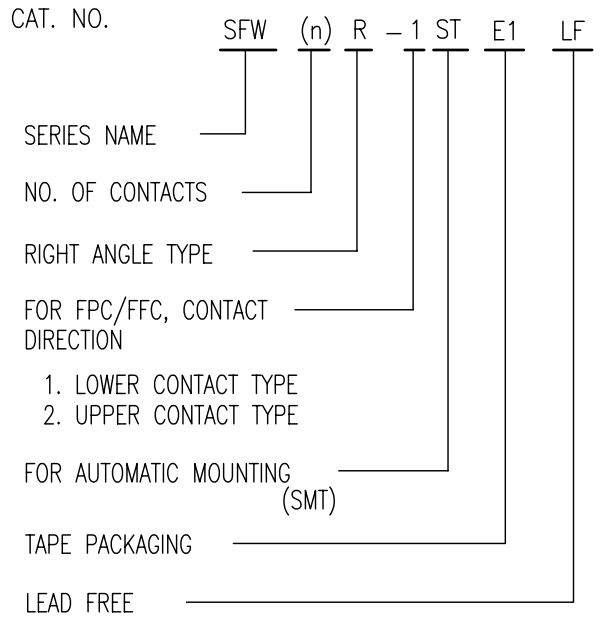 CAT. NO.
SFW (n) R – 1 ST E1 LF
SERIES NAME
NO. OF CONTACTS
RIGHT ANGLE TYPE
FOR FPC/FFC, CONTACT
DIRECTION
1. LOWER CONTACT TYPE
2. UPPER CONTACT TYPE
FOR AUTOMATIC MOUNTING
(SMT)
TAPE PACKAGING
LEAD FREE